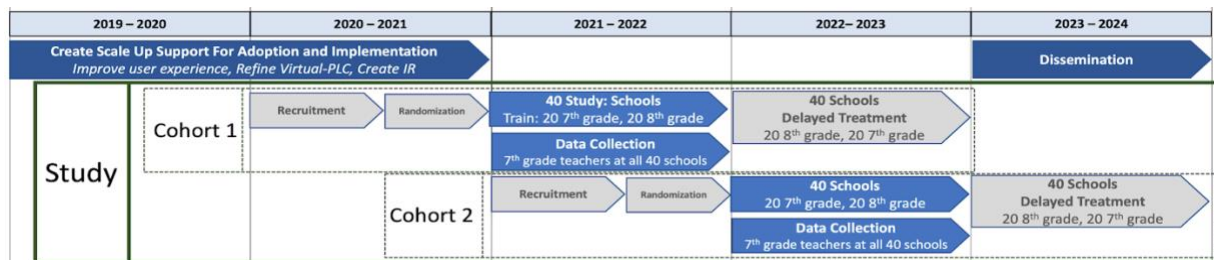 2019 – 2020
2020 – 2021
2021 – 2022
2022– 2023
2023 – 2024
Create Scale Up Support For Adoption and Implementation
Improve user experience, Refine Virtual-PLC, Create IR
Dissemination
Study
Cohort 1
Recruitment
Randomization
40 Study: Schools
Train: 20 7th grade, 20 8th grade
Data Collection
7th grade teachers at all 40 schools
40 Schools
Delayed Treatment
20 8th grade, 20 7th grade
Cohort 2
Recruitment
Randomization
40 Schools
20 7th grade, 20 8th grade
Data Collection
7th grade teachers at all 40 schools
40 Schools
Delayed Treatment
20 8th grade, 20 7th grade